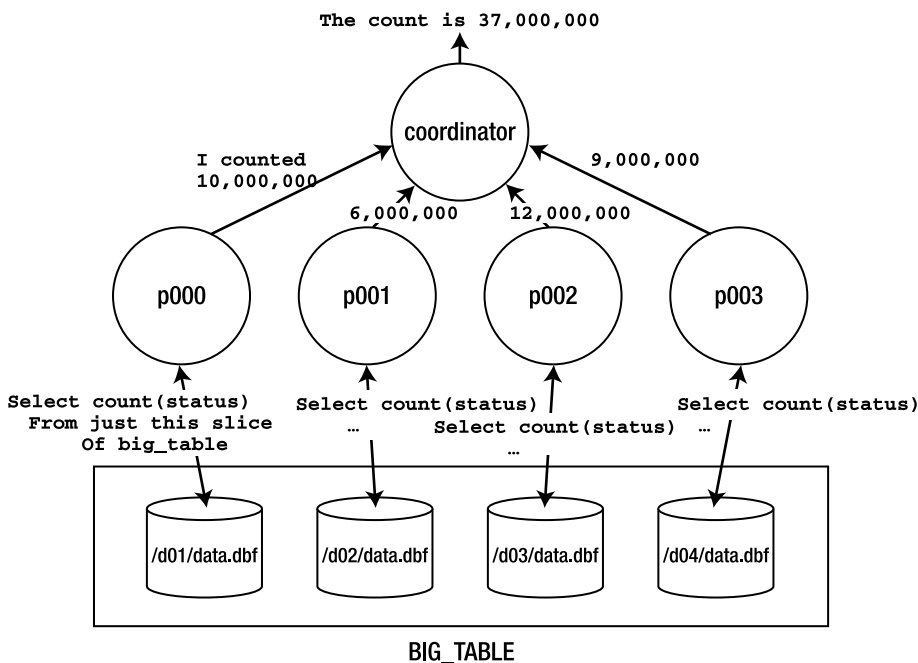 The count is 37,000,000
coordinator
I counted
10,000,000
9,000,000
6,000,000
12,000,000
p000
p001
p002
p003
Select count(status)
From just this slice
Of big_table
Select count(status)
…
Select count(status)
…
Select count(status)
…
/d01/data.dbf
/d02/data.dbf
/d03/data.dbf
/d04/data.dbf
BIG_TABLE